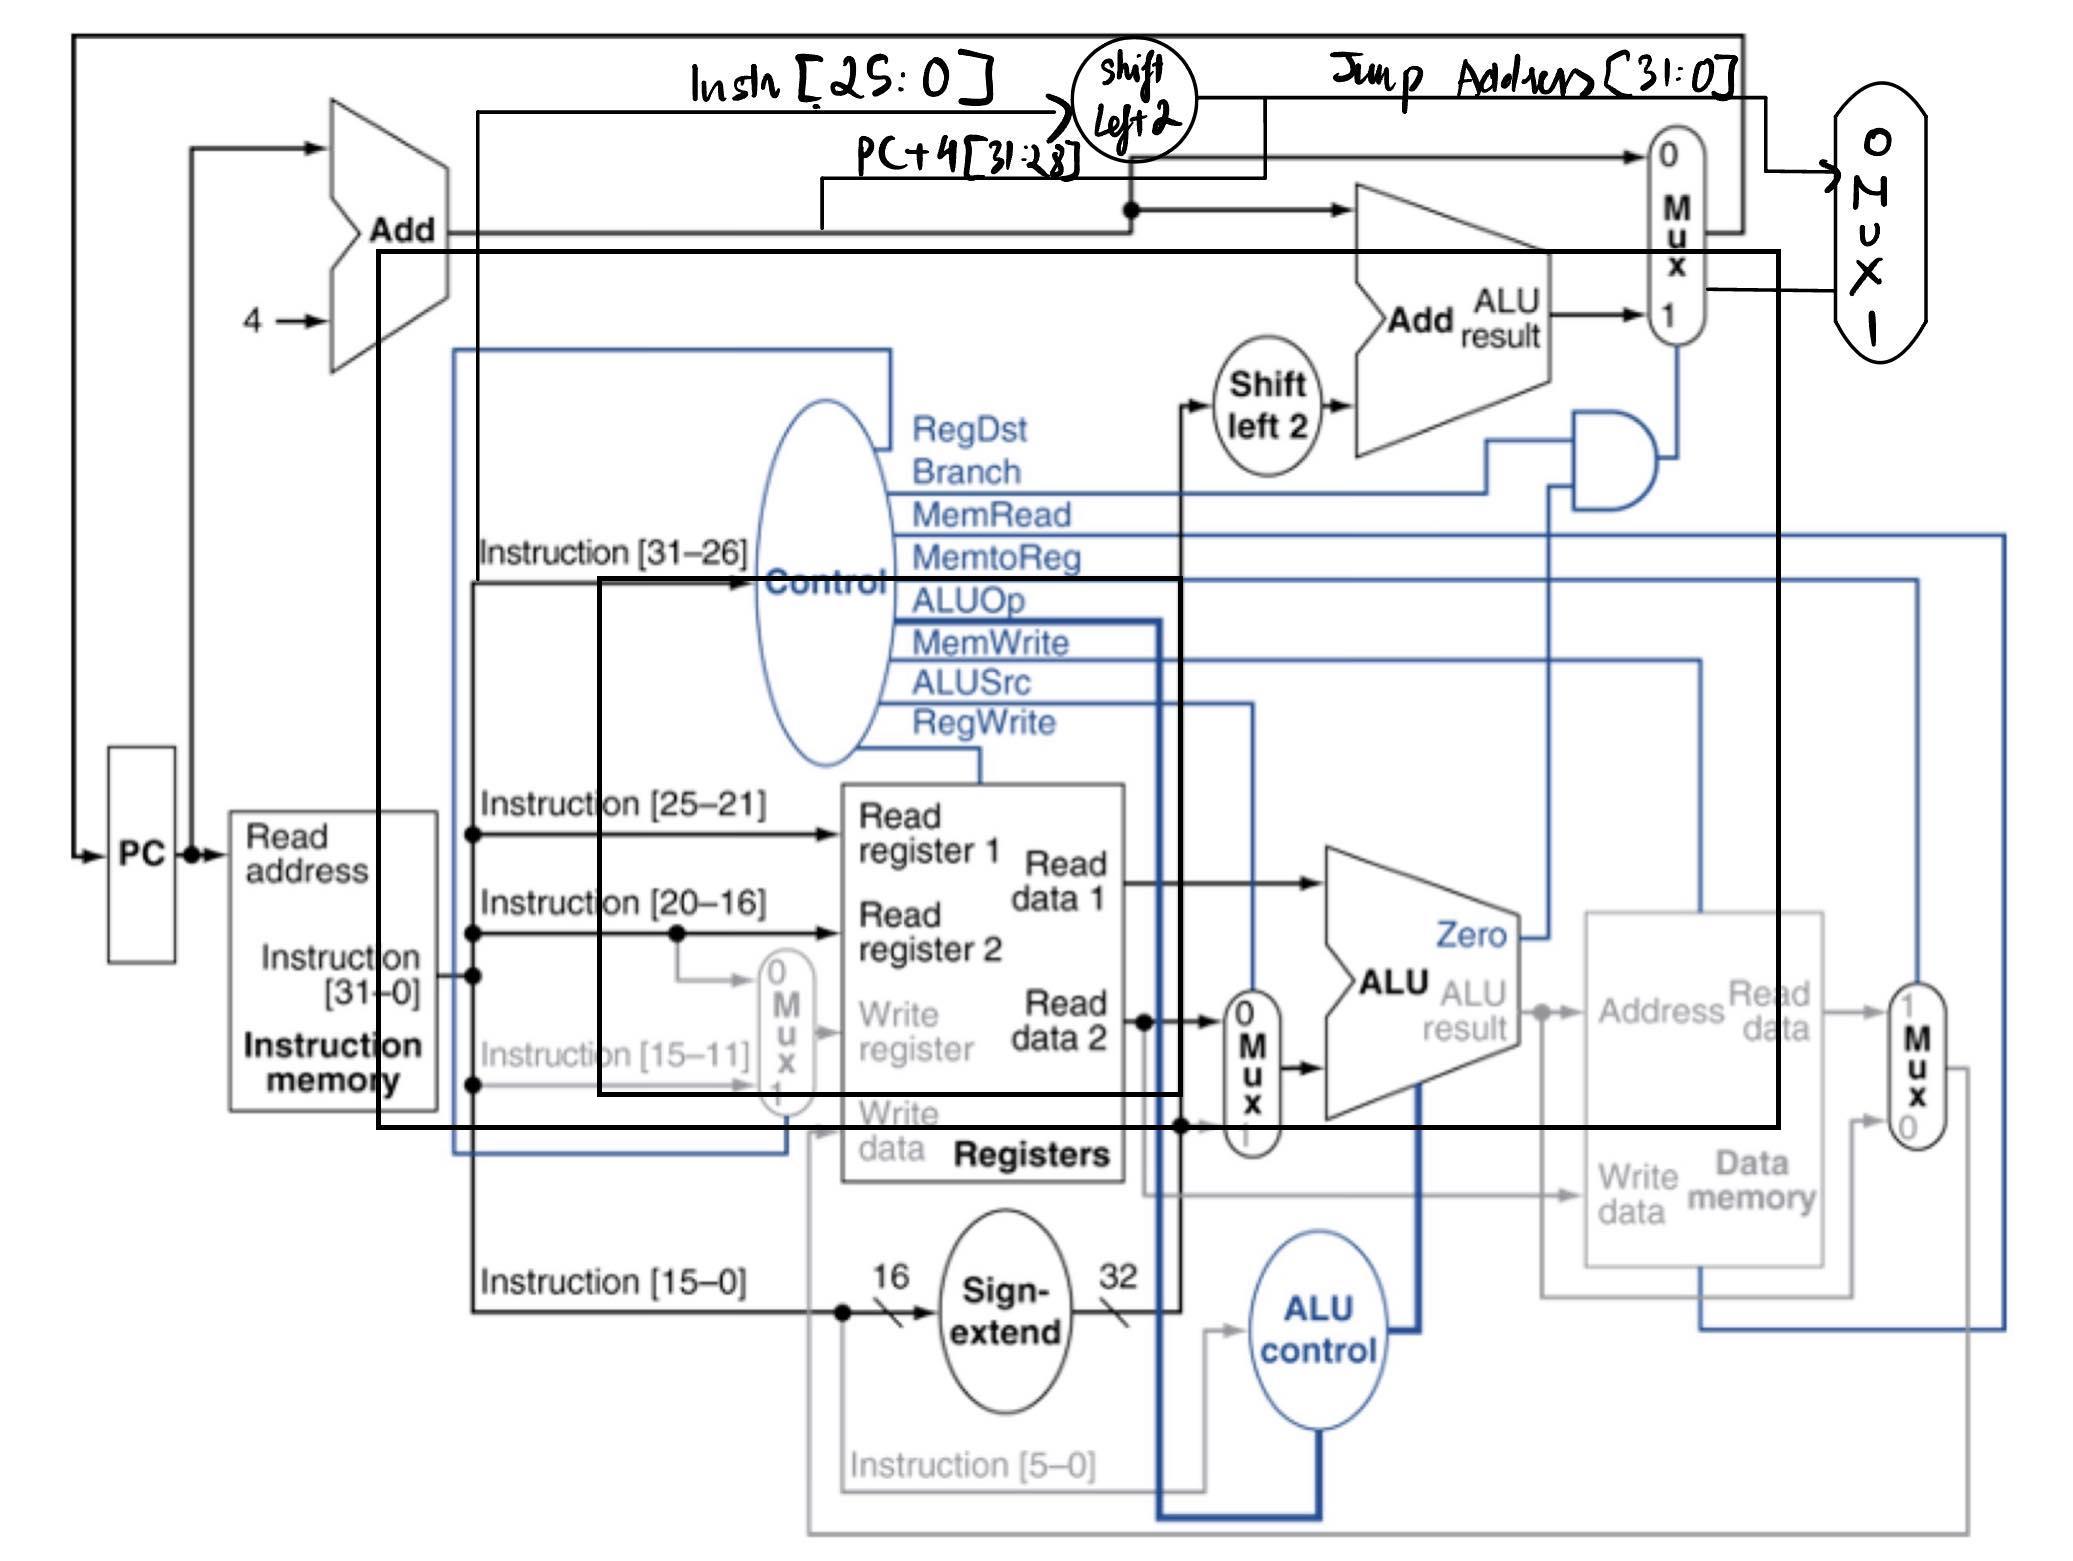 Instr [25:0]
Shift
Left 2
Jump Address [31:0]
PC+4[31:28]
0
M
u
x
1
0
M
u
x
1
Add
4
Add
ALU
result
Shift
left 2
RegDst
Branch
MemRead
MemtoReg
ALUOp
MemWrite
ALUSrc
RegWrite
Instruction [31–26]
Control
PC
Read
address
Instruction
[31–0]
Instruction
memory
Instruction [25–21]
Instruction [20–16]
Instruction [15–11]
0
M
u
x
1
Read
register 1
Read
register 2
Write
register
Write
data
Read
data 1
Read
data 2
Registers
0
M
u
x
1
Zero
ALU
ALU
result
Address
Read
data
Write
data
Data
memory
1
M
u
x
0
Instruction [15–0]
16
Sign-
extend
32
ALU
control
Instruction [5–0]